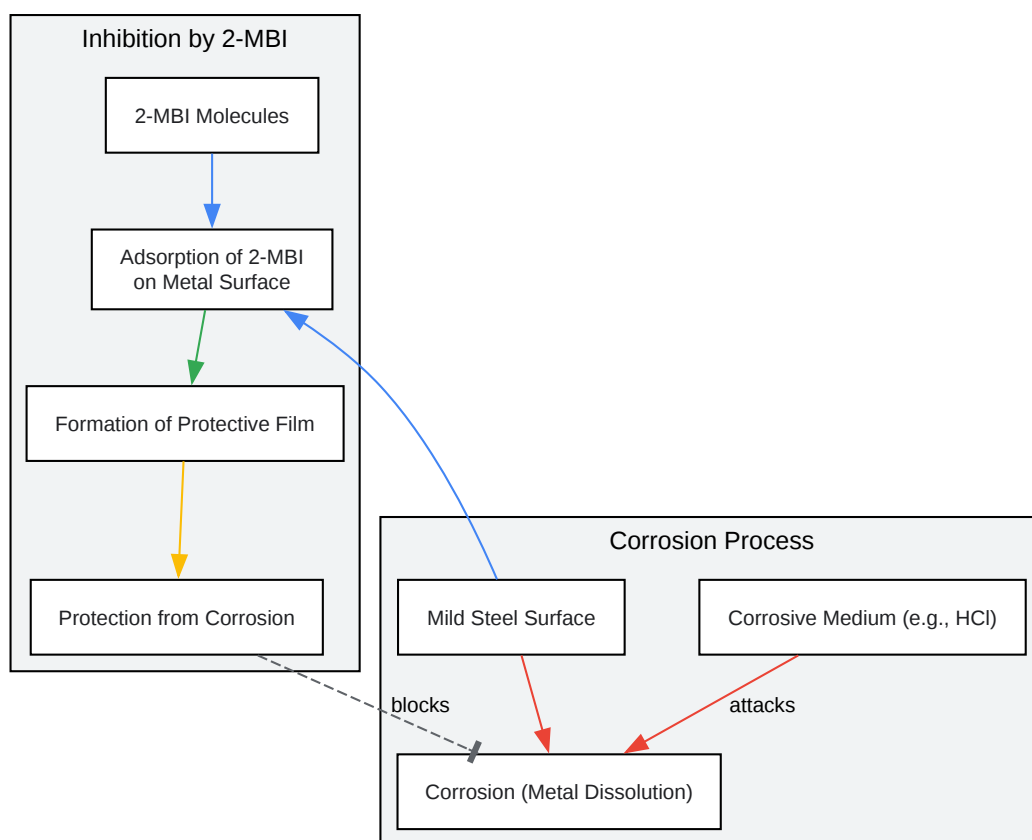 Inhibition by 2-MBI
2-MBI Molecules
Adsorption of 2-MBI
on Metal Surface
Formation of Protective Film
Protection from Corrosion
Corrosion Process
Mild Steel Surface
Corrosive Medium (e.g., HCl)
blocks
attacks
Corrosion (Metal Dissolution)